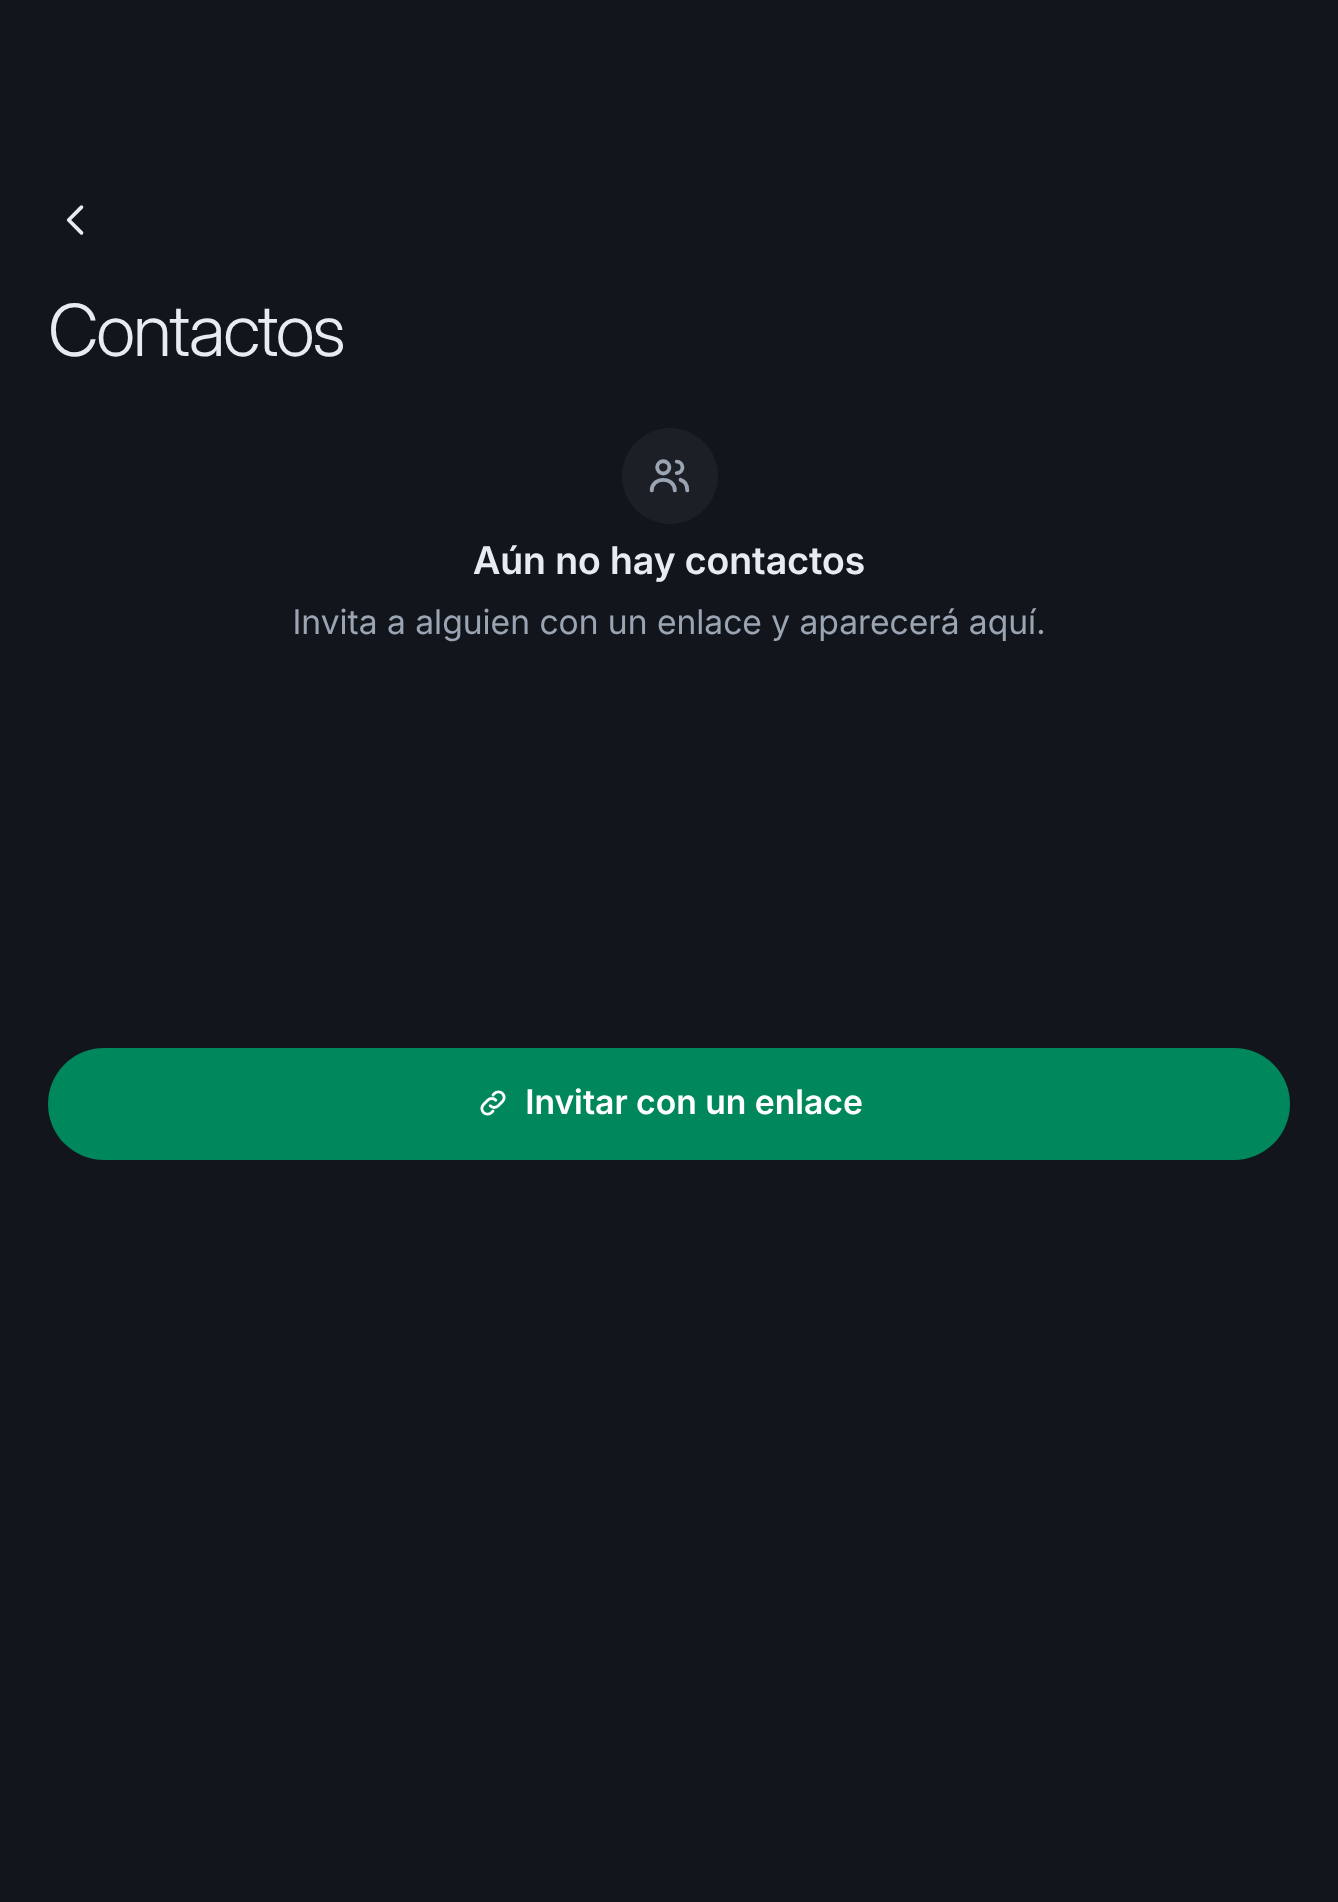 Contactos
Aún no hay contactos
Invita a alguien con un enlace y aparecerá aquí.
Invitar con un enlace